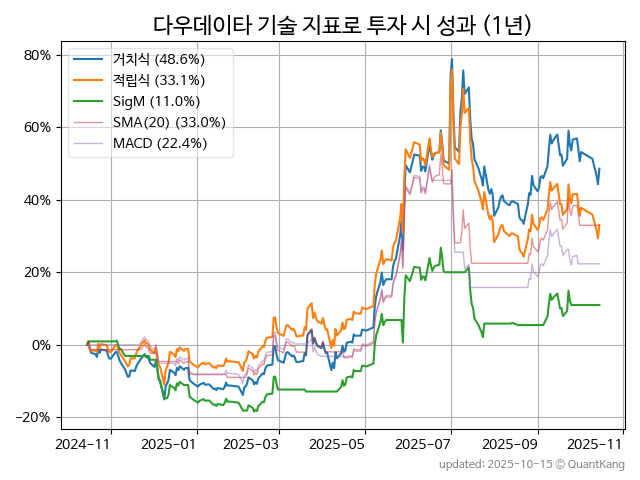 다우데이타 기술 지표로 투자 시 성과 (1년)
거치식 (48.6%)
적립식 (33.1%)
SigM (11.0%)
SMA(20) (33.0%)
MACD (22.4%)
80%
60%
40%
20%
0%
−20%
2024-11 2025-01 2025-03 2025-05 2025-07 2025-09 2025-11
updated: 2025-10-15 © QuantKang